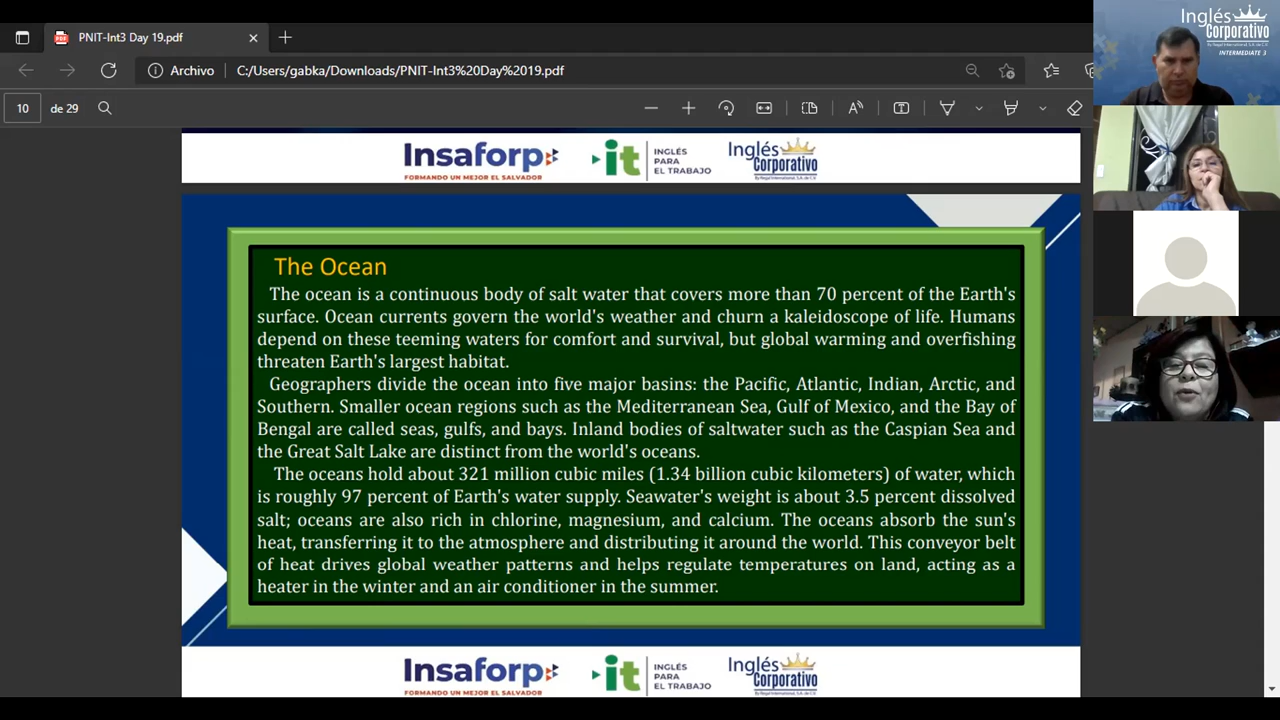 PNIT-Int3 Day 19.pdf
Archivo
C:/Users/gabka/Downloads/PNIT-Int3%20Day%2019.pdf
10
de 29
Insaforp
FORMANDO UN MEJOR EL SALVADOR
it
INGLÉS
PARA
EL TRABAJO
Inglés
Corporativo
By Regal International, S.A. de C.V.
The Ocean
The ocean is a continuous body of salt water that covers more than 70 percent of the Earth's
surface. Ocean currents govern the world's weather and churn a kaleidoscope of life. Humans
depend on these teeming waters for comfort and survival, but global warming and overfishing
threaten Earth's largest habitat.
Geographers divide the ocean into five major basins: the Pacific, Atlantic, Indian, Arctic, and
Southern. Smaller ocean regions such as the Mediterranean Sea, Gulf of Mexico, and the Bay of
Bengal are called seas, gulfs, and bays. Inland bodies of saltwater such as the Caspian Sea and
the Great Salt Lake are distinct from the world's oceans.
The oceans hold about 321 million cubic miles (1.34 billion cubic kilometers) of water, which
is roughly 97 percent of Earth's water supply. Seawater's weight is about 3.5 percent dissolved
salt; oceans are also rich in chlorine, magnesium, and calcium. The oceans absorb the sun's
heat, transferring it to the atmosphere and distributing it around the world. This conveyor belt
of heat drives global weather patterns and helps regulate temperatures on land, acting as a
heater in the winter and an air conditioner in the summer.
Insaforp
FORMANDO UN MEJOR EL SALVADOR
it
INGLÉS
PARA
EL TRABAJO
Inglés
Corporativo
By Regal International, S.A. de C.V.
Inglés
Corporativo
By Regal International, S.A. de C.V.
INTERMEDIATE 3